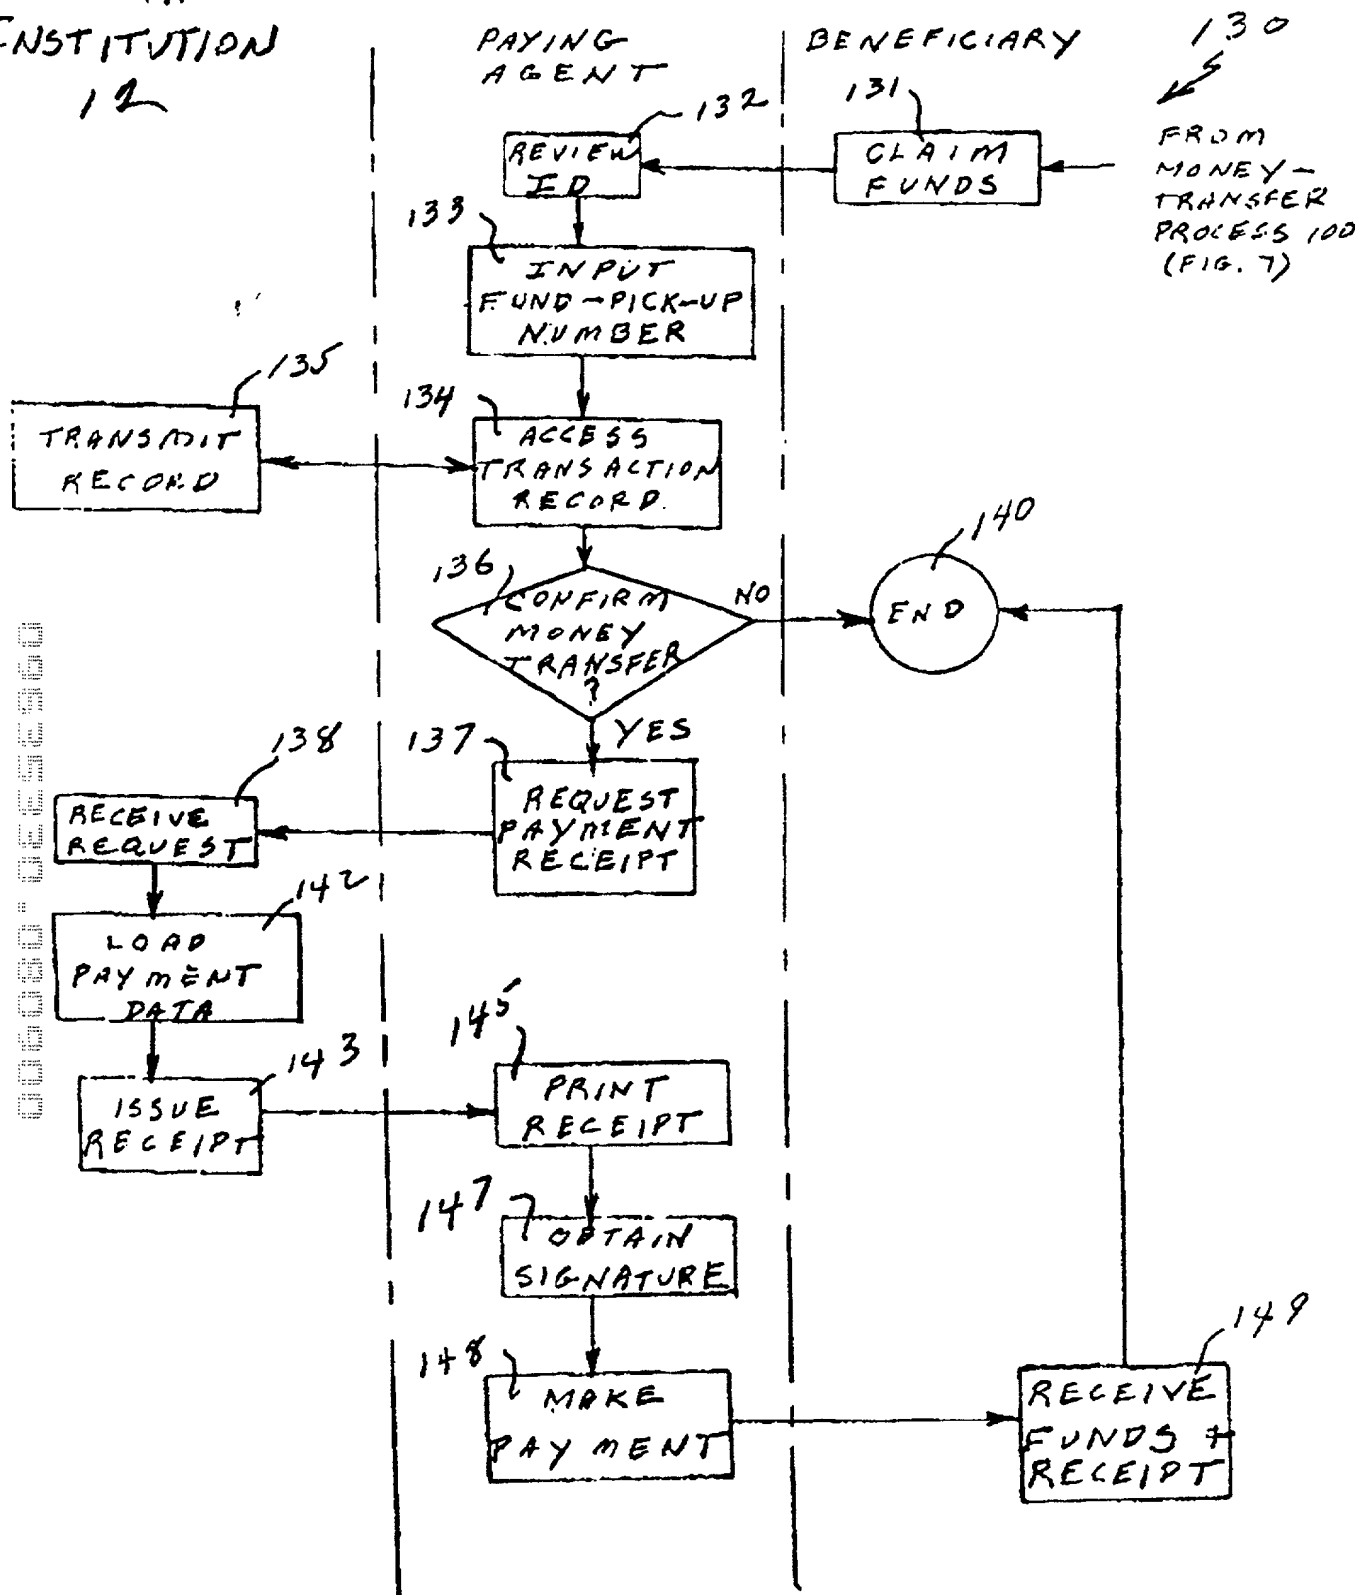 INSTITUTION
12
PAYING
AGENT
BENEFICIARY
130
132
131
REVIEW
ID
CLAIM
FUNDS
FROM
MONEY-
TRANSFER
PROCESS 100
(FIG. 7)
133
INPUT
FUND-PICK-UP
NUMBER
135
TRANSMIT
RECORD
134
ACCESS
TRANSACTION
RECORD
136
CONFIRM
MONEY
TRANSFER
?
NO
140
END
YES
138
RECEIVE
REQUEST
137
REQUEST
PAYMENT
RECEIPT
142
LOAD
PAYMENT
DATA
143
ISSUE
RECEIPT
145
PRINT
RECEIPT
147
OBTAIN
SIGNATURE
148
MAKE
PAYMENT
149
RECEIVE
FUNDS +
RECEIPT